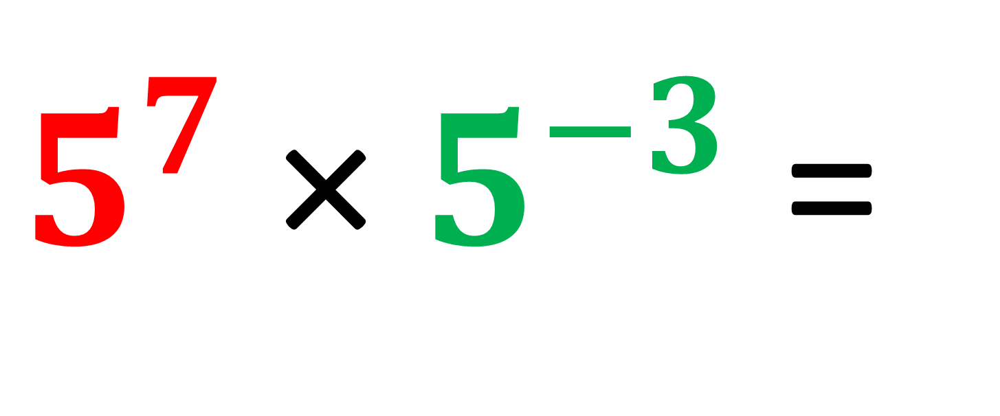 5⁷ × 5⁻³ =